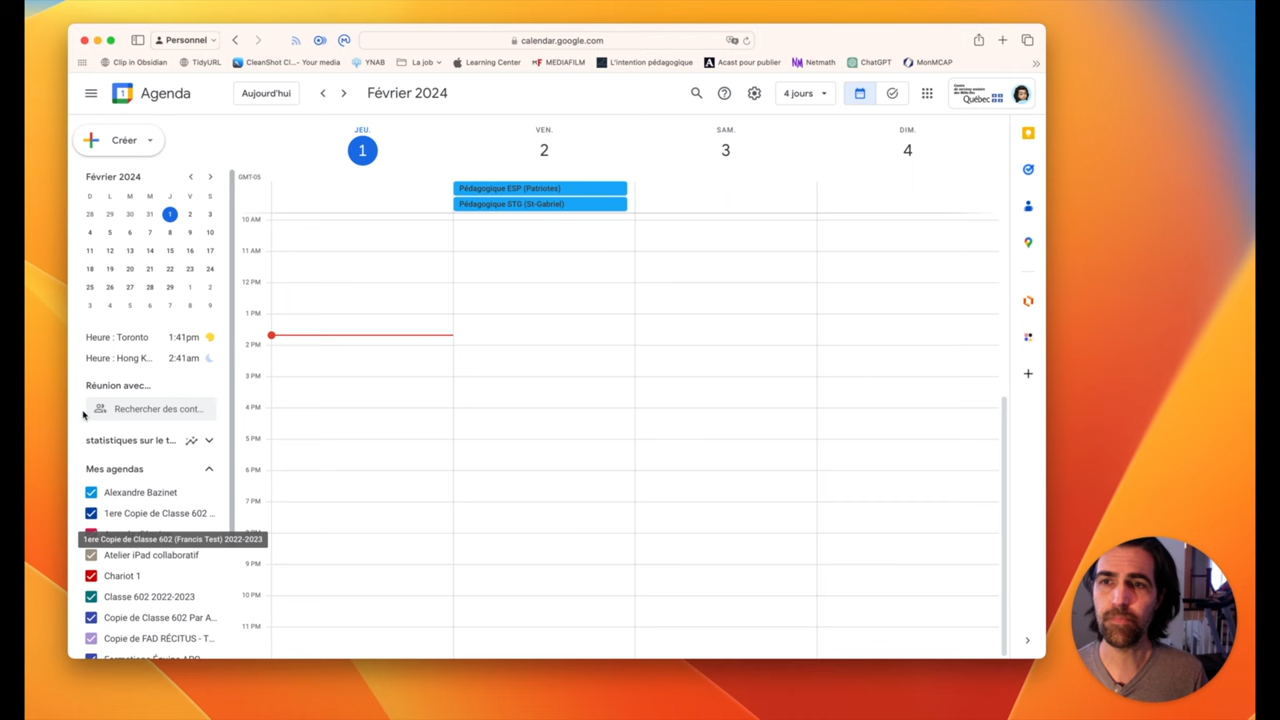 Personnel
calendar.google.com
Clip in Obsidian TidyURL CleanShot Cl... - Your media YNAB La job Learning Center MEDIAFILM L'intention pédagogique Acast pour publier Netmath ChatGPT MonMCAP
1 Agenda Aujourd'hui Février 2024 4 jours
Centre de services scolaire
Québec
Créer
JEU. VEN. SAM. DIM.
1 2 3 4
Février 2024
GMT-05
D L M M J V S
28 29 30 31 1 2 3
4 5 6 7 8 9 10
11 12 13 14 15 16 17
18 19 20 21 22 23 24
25 26 27 28 29 1 2
3 4 5 6 7 8 9
Pédagogique ESP (Patriotes)
Pédagogique STG (St-Gabriel)
10 AM
11 AM
12 PM
1 PM
2 PM
3 PM
4 PM
5 PM
6 PM
7 PM
9 PM
10 PM
11 PM
Heure : Toronto 1:41pm
Heure : Hong K... 2:41am
Réunion avec...
Rechercher des cont...
statistiques sur le t...
Mes agendas
Alexandre Bazinet
1ere Copie de Classe 602 ...
1ere Copie de Classe 602 (Francis Test) 2022-2023
Atelier iPad collaboratif
Chariot 1
Classe 602 2022-2023
Copie de Classe 602 Par A...
Copie de FAD RÉCITUS - T...